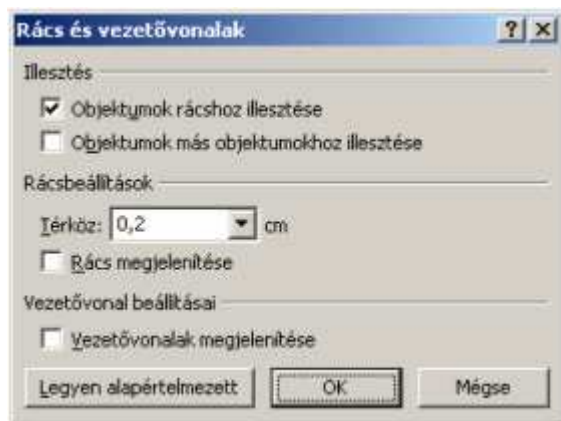 Rács és vezetővonalak
Illesztés
Objektumok rácshoz illesztése
Objektumok más objektumokhoz illesztése
Rácsbeállítások
Térköz: 0,2 cm
Rács megjelenítése
Vezetővonal beállításai
Vezetővonalak megjelenítése
Legyen alapértelmezett OK Mégse